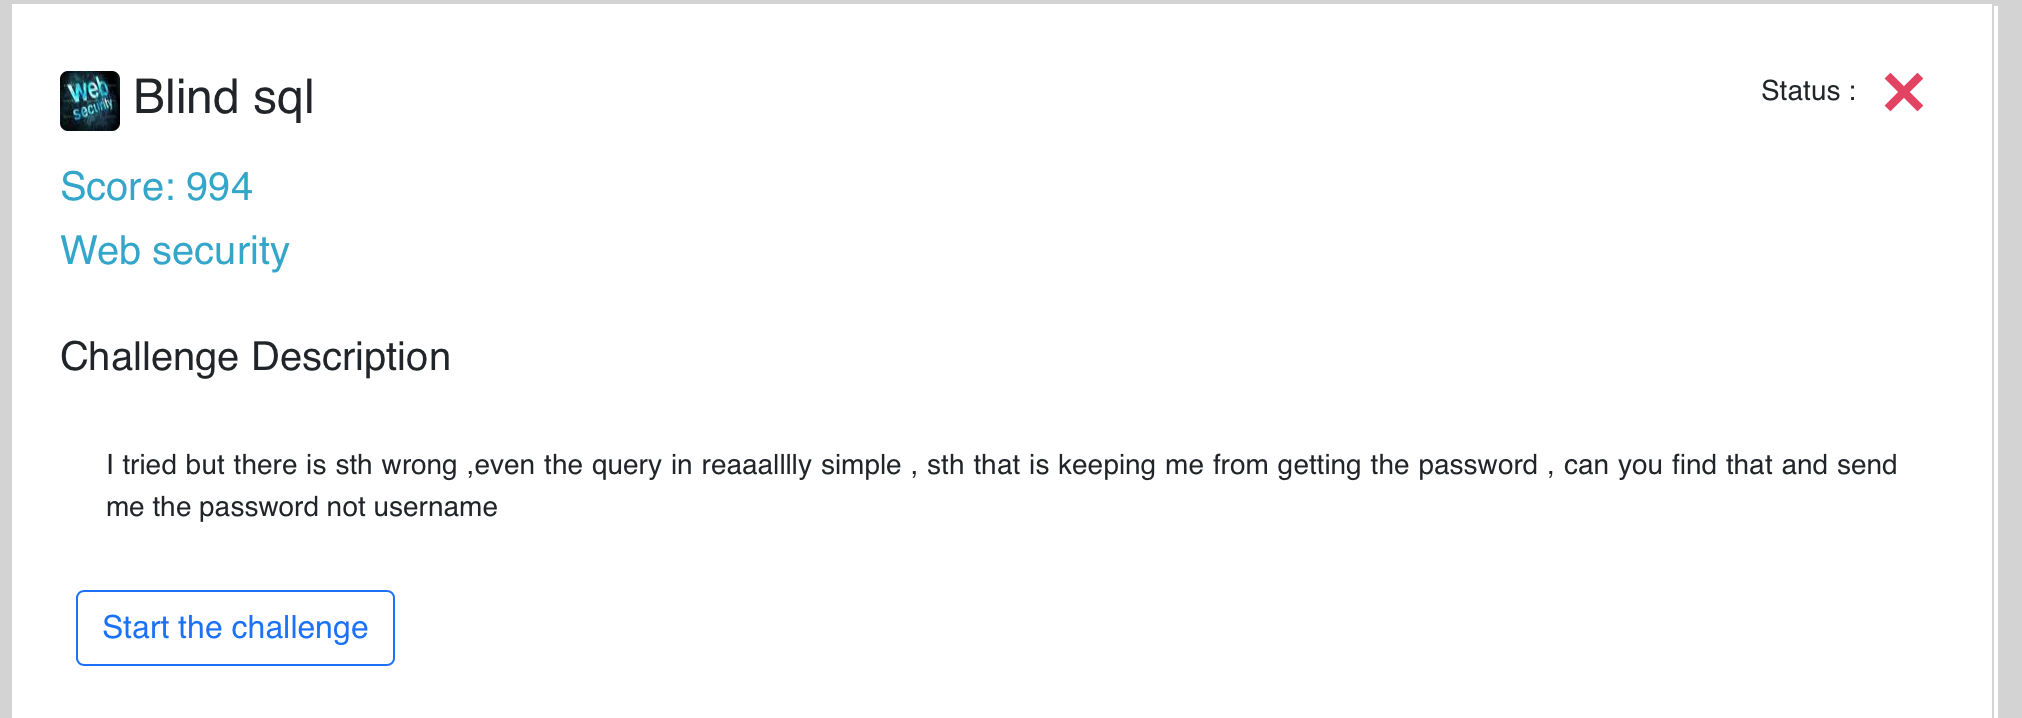 Web security
Blind sql
Status :
Score: 994
Web security
Challenge Description
I tried but there is sth wrong ,even the query in reaaalllly simple , sth that is keeping me from getting the password , can you find that and send
me the password not username
Start the challenge